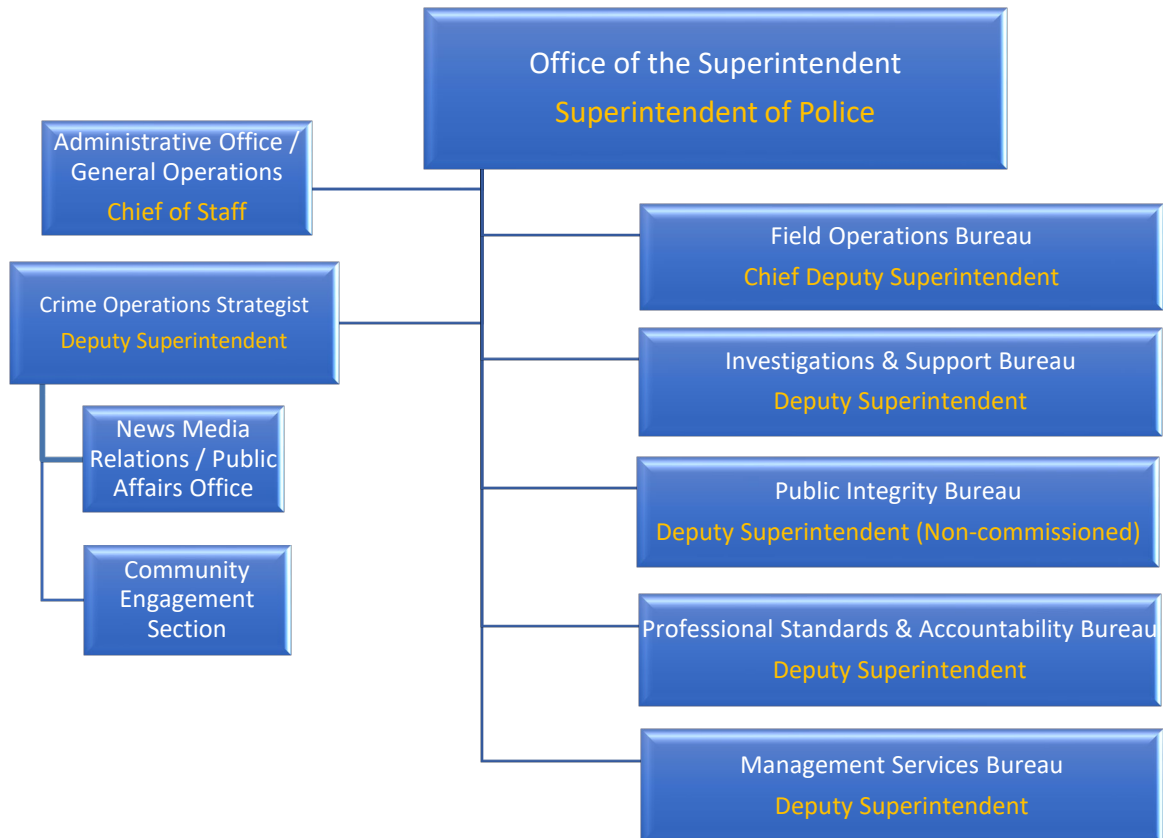 Office of the Superintendent
Superintendent of Police
Administrative Office /
General Operations
Chief of Staff
Crime Operations Strategist
Deputy Superintendent
News Media
Relations / Public
Affairs Office
Community
Engagement
Section
Field Operations Bureau
Chief Deputy Superintendent
Investigations & Support Bureau
Deputy Superintendent
Public Integrity Bureau
Deputy Superintendent (Non-commissioned)
Professional Standards & Accountability Bureau
Deputy Superintendent
Management Services Bureau
Deputy Superintendent